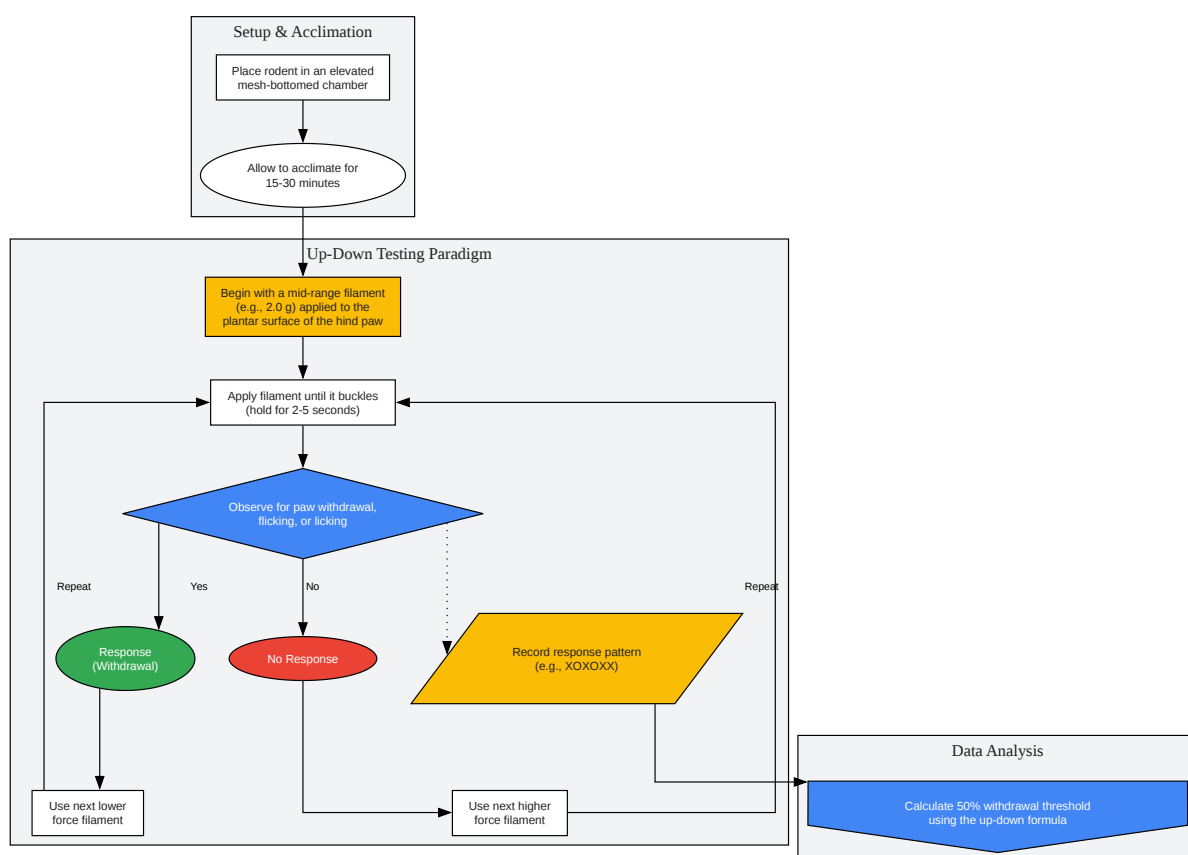 Setup & Acclimation
Place rodent in an elevated
mesh-bottomed chamber
Allow to acclimate for
15-30 minutes
Up-Down Testing Paradigm
Begin with a mid-range filament
(e.g., 2.0 g) applied to the
plantar surface of the hind paw
Apply filament until it buckles
(hold for 2-5 seconds)
Observe for paw withdrawal,
flicking, or licking
Repeat
Yes
No
Repeat
Response
(Withdrawal)
No Response
Record response pattern
(e.g., XOXOXX)
Use next lower
force filament
Use next higher
force filament
Data Analysis
Calculate 50% withdrawal threshold
using the up-down formula